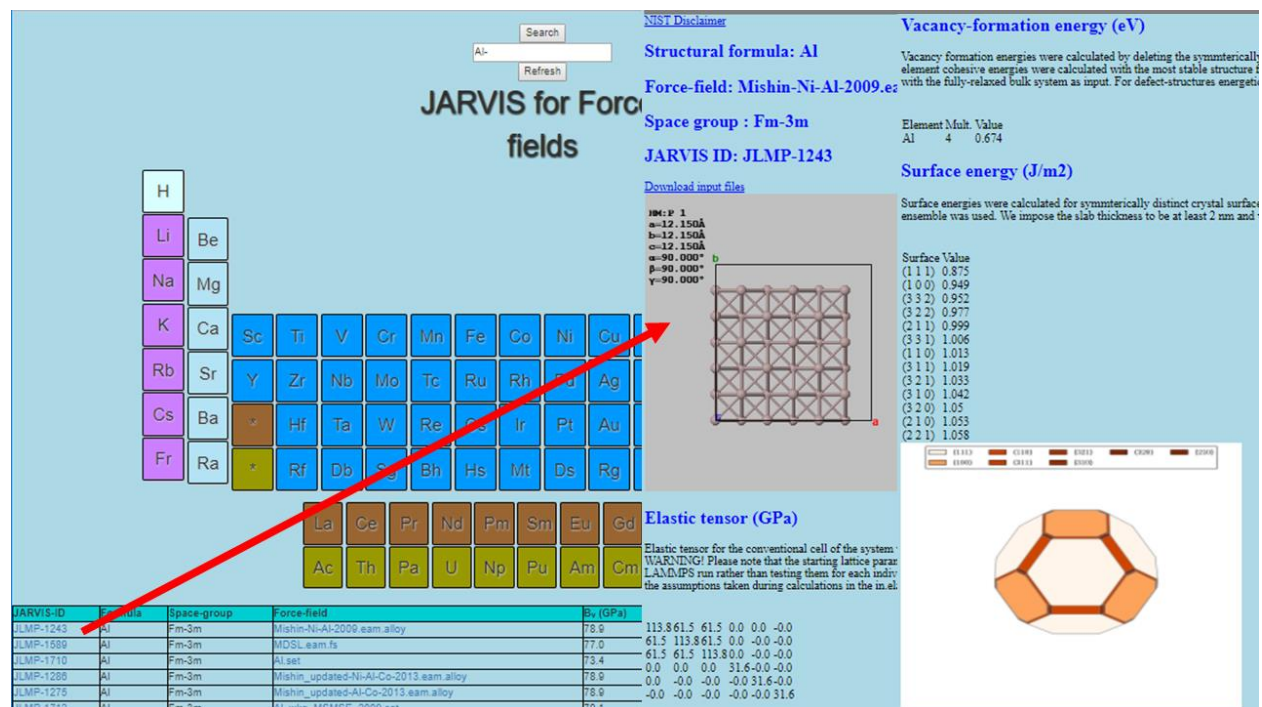 Search
Al-
Refresh
JARVIS for Force
fields
H
Li Be
Na Mg
K Ca Sc Ti V Cr Mn Fe Co Ni Cu
Rb Sr Y Zr Nb Mo Tc Ru Rh Pd Ag
Cs Ba * Hf Ta W Re Os Ir Pt Au
Fr Ra * Rf Db Sg Bh Hs Mt Ds Rg
La Ce Pr Nd Pm Sm Eu Gd
Ac Th Pa U Np Pu Am Cm
JARVIS-ID Formula Space-group Force-field Bv (GPa)
JLMP-1243 Al Fm-3m Mishin-Ni-Al-2009.eam.alloy 78.9
JLMP-1589 Al Fm-3m MDSL.eam.fs 77.0
JLMP-1710 Al Fm-3m Al.set 73.4
JLMP-1286 Al Fm-3m Mishin_updated-Ni-Al-Co-2013.eam.alloy 78.9
JLMP-1275 Al Fm-3m Mishin_updated-Al-Co-2013.eam.alloy 78.9
NIST Disclaimer
Structural formula: Al
Force-field: Mishin-Ni-Al-2009.ea
Space group : Fm-3m
JARVIS ID: JLMP-1243
Download input files
HM:P 1
a=12.150Å
b=12.150Å
c=12.150Å
α=90.000°
β=90.000°
γ=90.000°
b
a
Elastic tensor (GPa)
Elastic tensor for the conventional cell of the system
WARNING! Please note that the starting lattice parar
LAMMPS run rather than testing them for each indiv
the assumptions taken during calculations in the in.el
113.861.5 61.5 0.0 0.0 -0.0
61.5 113.861.5 0.0 -0.0 -0.0
61.5 61.5 113.80.0 -0.0 -0.0
0.0 0.0 0.0 31.6-0.0 -0.0
0.0 -0.0 -0.0 -0.0 31.6-0.0
-0.0 -0.0 -0.0 -0.0 -0.0 31.6
Vacancy-formation energy (eV)
Vacancy formation energies were calculated by deleting the symmterically
element cohesive energies were calculated with the most stable structure f
with the fully-relaxed bulk system as input. For defect-structures energetic
Element Mult. Value
Al 4 0.674
Surface energy (J/m2)
Surface energies were calculated for symmterically distinct crystal surface
ensemble was used. We impose the slab thickness to be at least 2 nm and
Surface Value
(1 1 1) 0.875
(1 0 0) 0.949
(3 3 2) 0.952
(3 2 2) 0.977
(2 1 1) 0.999
(3 3 1) 1.006
(1 1 0) 1.013
(3 1 1) 1.019
(3 2 1) 1.033
(3 1 0) 1.042
(3 2 0) 1.05
(2 1 0) 1.053
(2 2 1) 1.058